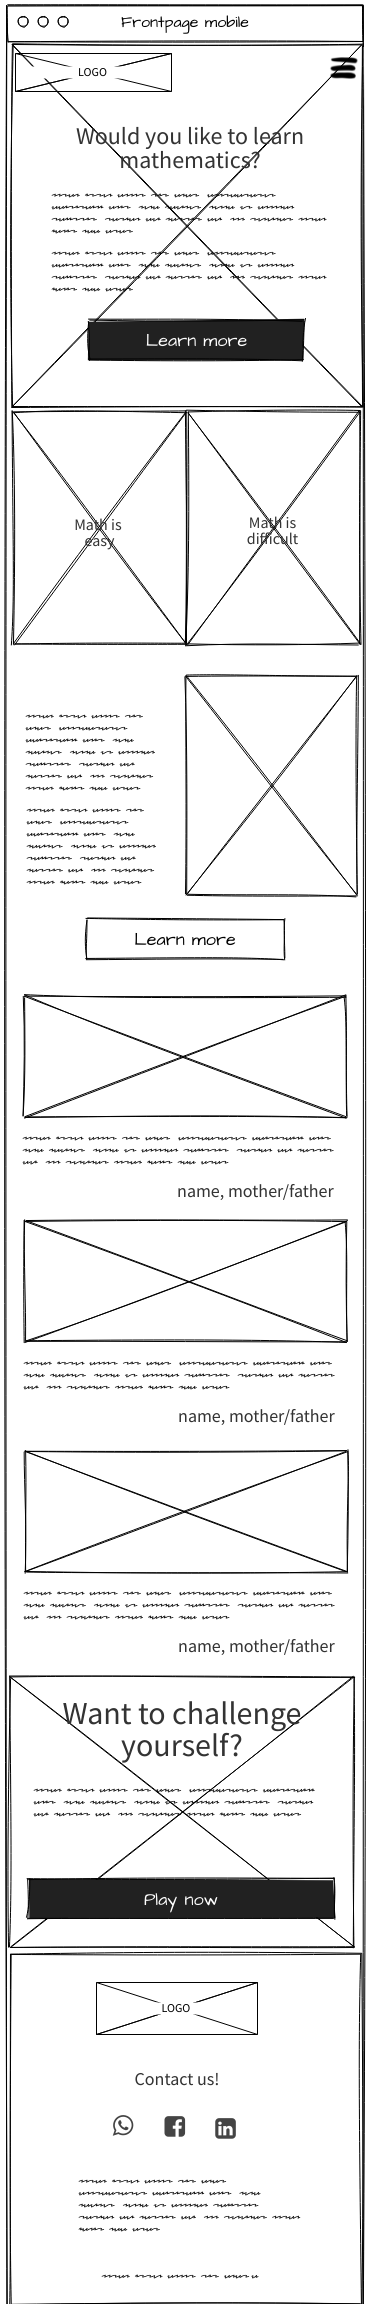 Frontpage mobile
LOGO
Would you like to learn
mathematics?
Learn more
Math is
easy
Math is
difficult
Learn more
name, mother/father
name, mother/father
name, mother/father
Want to challenge
yourself?
Play now
LOGO
Contact us!
in